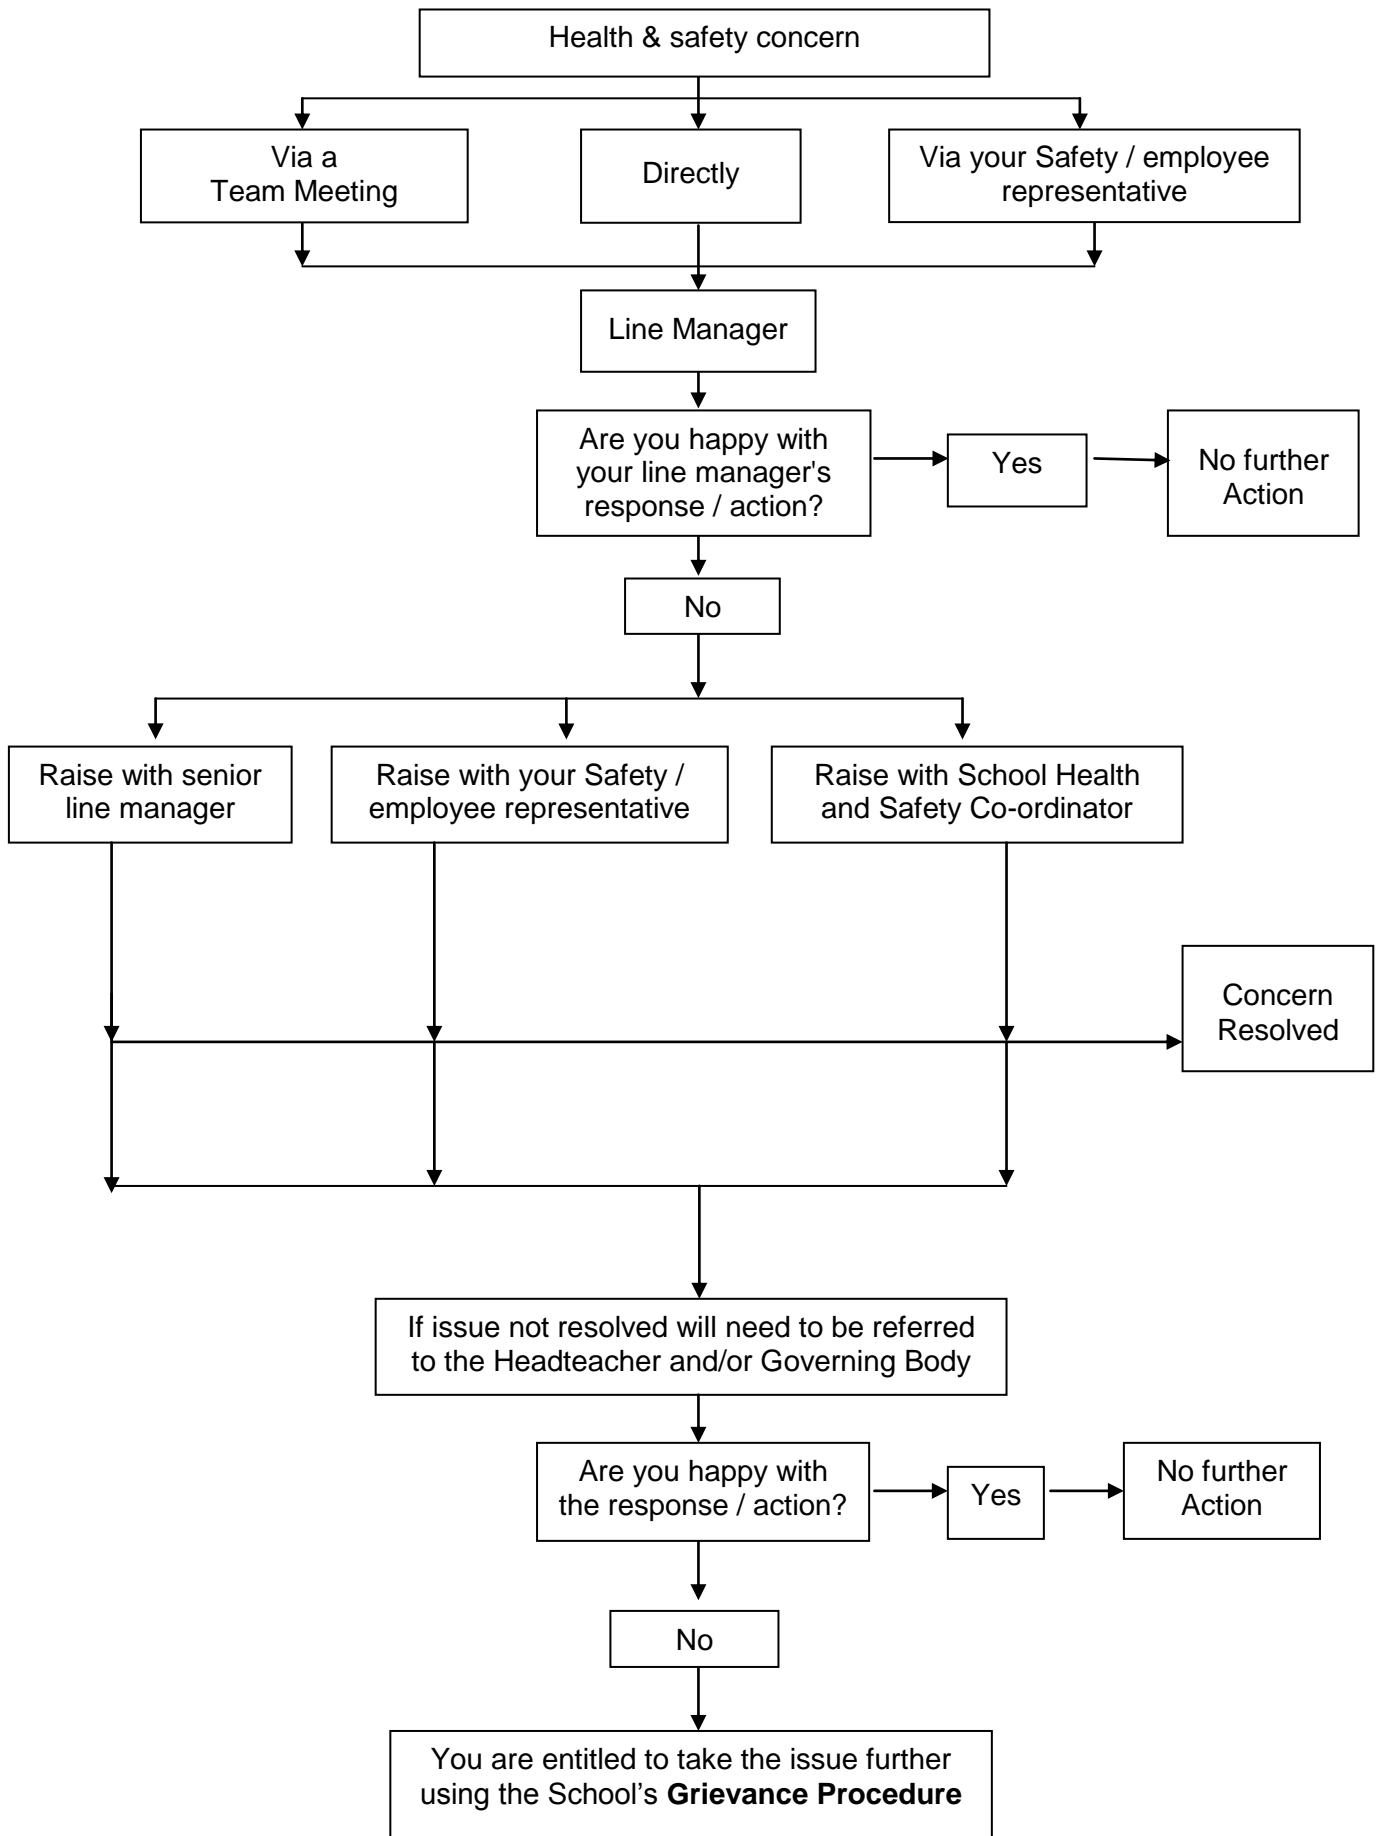 Health & safety concern
Via a
Team Meeting
Directly
Via your Safety / employee
representative
Line Manager
Are you happy with
your line manager's
response / action?
Yes
No further
Action
No
Raise with senior
line manager
Raise with your Safety /
employee representative
Raise with School Health
and Safety Co-ordinator
Concern
Resolved
If issue not resolved will need to be referred
to the Headteacher and/or Governing Body
Are you happy with
the response / action?
Yes
No further
Action
No
You are entitled to take the issue further
using the School’s Grievance Procedure